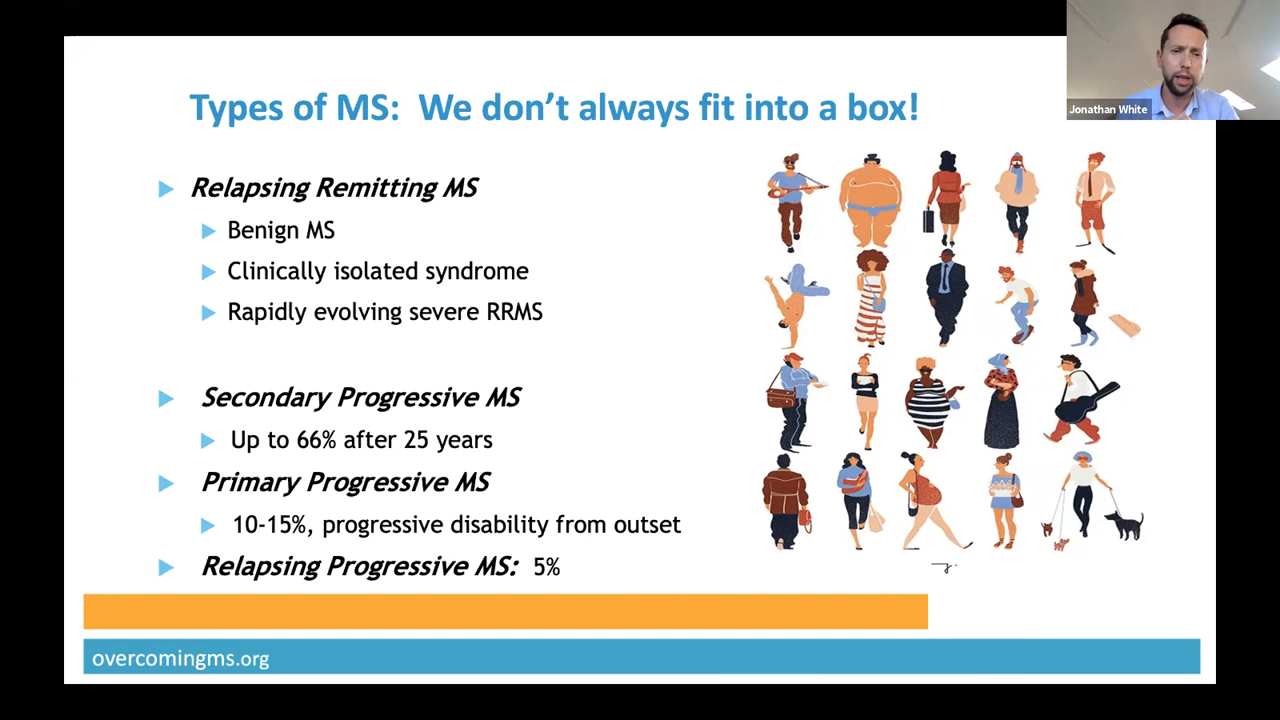 Jonathan White
Types of MS: We don't always fit into a box!
Relapsing Remitting MS
Benign MS
Clinically isolated syndrome
Rapidly evolving severe RRMS
Secondary Progressive MS
Up to 66% after 25 years
Primary Progressive MS
10-15%, progressive disability from outset
Relapsing Progressive MS: 5%
overcomingms.org